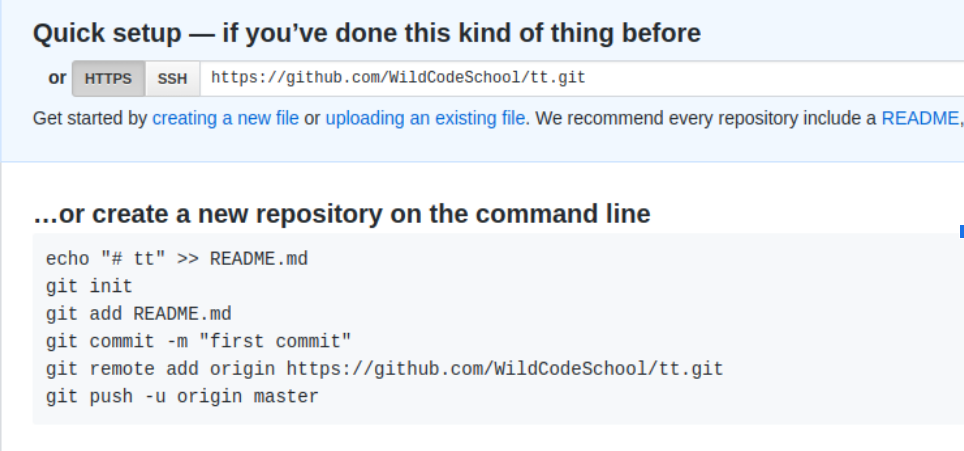 Quick setup — if you’ve done this kind of thing before
or HTTPS SSH https://github.com/WildCodeSchool/tt.git
Get started by creating a new file or uploading an existing file. We recommend every repository include a README,
…or create a new repository on the command line
echo "# tt" >> README.md
git init
git add README.md
git commit -m "first commit"
git remote add origin https://github.com/WildCodeSchool/tt.git
git push -u origin master